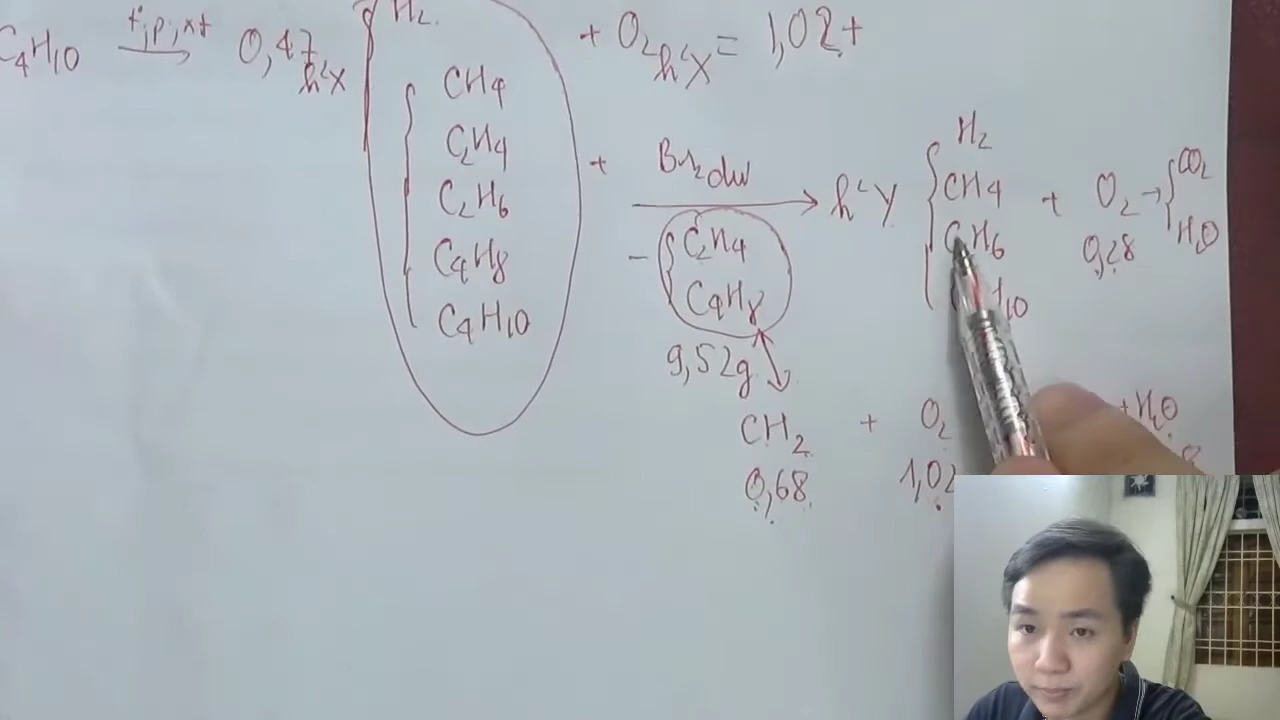 C4H10 t,p,xt 0,47 h²X H2 + O2 h²X = 1,02 +
CH4
C2H4
C2H6
C4H8
C4H10
+ Br2 dư h²Y H2
CH4 + O2 → CO2
C2H6 0,28 H2O
H10
- C2H4
C4H8
9,52g
CH2 + O2 + H2O
0,68 1,02